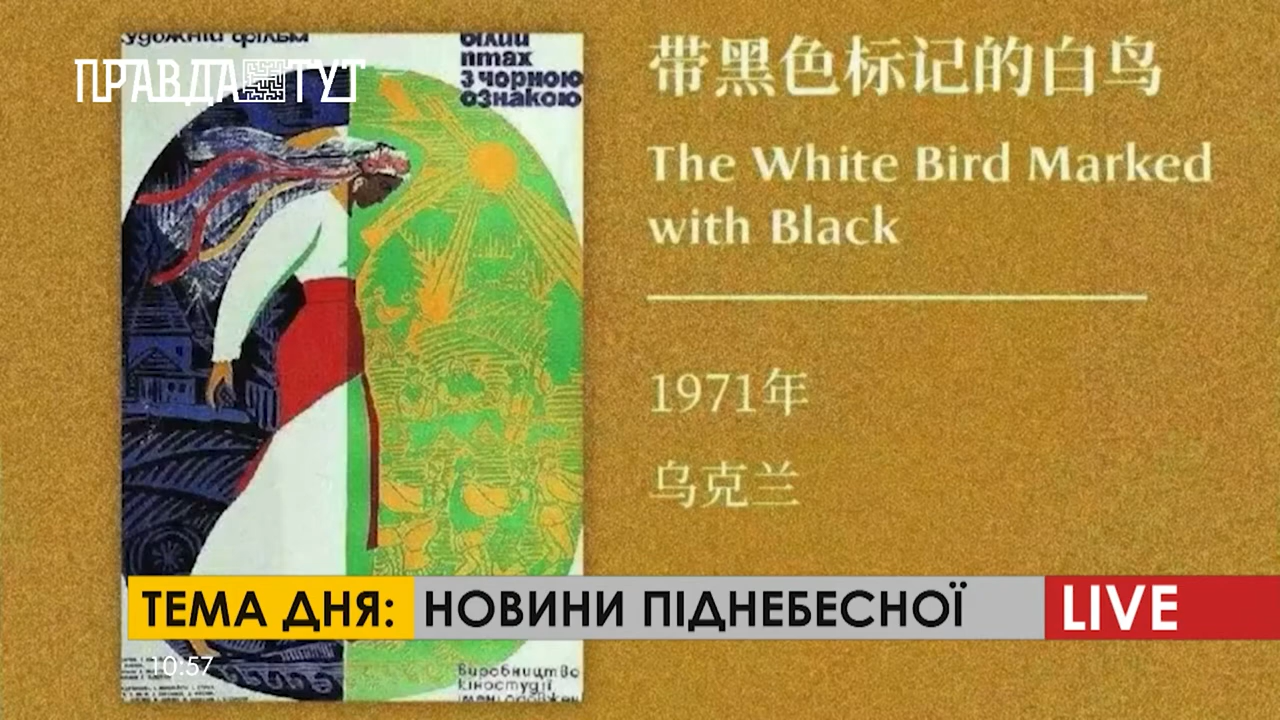 ПРАВДА ТУТ
художній фільм
білий
птах
з чорною
ознакою
带黑色标记的白鸟
The White Bird Marked
with Black
1971年
乌克兰
ТЕМА ДНЯ:
НОВИНИ ПІДНЕБЕСНОЇ
LIVE
10:57
Виробництво
кіностудії
імені